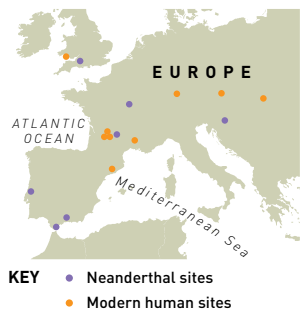 EUROPE
ATLANTIC
OCEAN
Mediterranean Sea
KEY
Neanderthal sites
Modern human sites